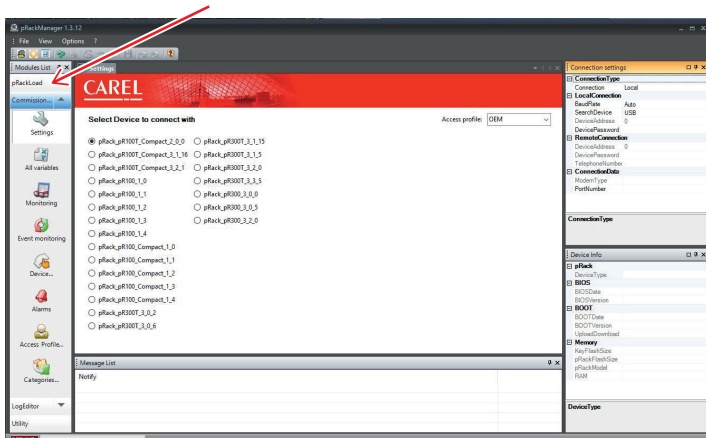 pRackManager 1.3.12
File View Options ?
Modules List
pRackLoad
Commission...
Settings
All variables
Monitoring
Event monitoring
Device...
Alarms
Access Profile...
Categories...
LogEditor
Utility
Settings
CAREL
Select Device to connect with
Access profile: OEM
pRack_pR100T_Compact_2_0_0
pRack_pR100T_Compact_3_1_16
pRack_pR100T_Compact_3_2_1
pRack_pR100_1_0
pRack_pR100_1_1
pRack_pR100_1_2
pRack_pR100_1_3
pRack_pR100_1_4
pRack_pR100_Compact_1_0
pRack_pR100_Compact_1_1
pRack_pR100_Compact_1_2
pRack_pR100_Compact_1_3
pRack_pR100_Compact_1_4
pRack_pR300T_3_0_2
pRack_pR300T_3_0_6
pRack_pR300T_3_1_15
pRack_pR300T_3_1_5
pRack_pR300T_3_2_0
pRack_pR300T_3_3_5
pRack_pR300_3_0_0
pRack_pR300_3_0_5
pRack_pR300_3_2_0
Message List
Notify
Connection settings
ConnectionType
Connection Local
LocalConnection
BaudRate Auto
SearchDevice USB
DeviceAddress 0
DevicePassword
RemoteConnection
DeviceAddress 0
DevicePassword
TelephoneNumber
ConnectionData
ModemType
PortNumber
ConnectionType
Device Info
pRack
DeviceType
BIOS
BIOSDate
BIOSVersion
BOOT
BOOTDate
BOOTVersion
UploadDownload
Memory
KeyFlashSize
pRackFlashSize
pRackModel
RAM
DeviceType